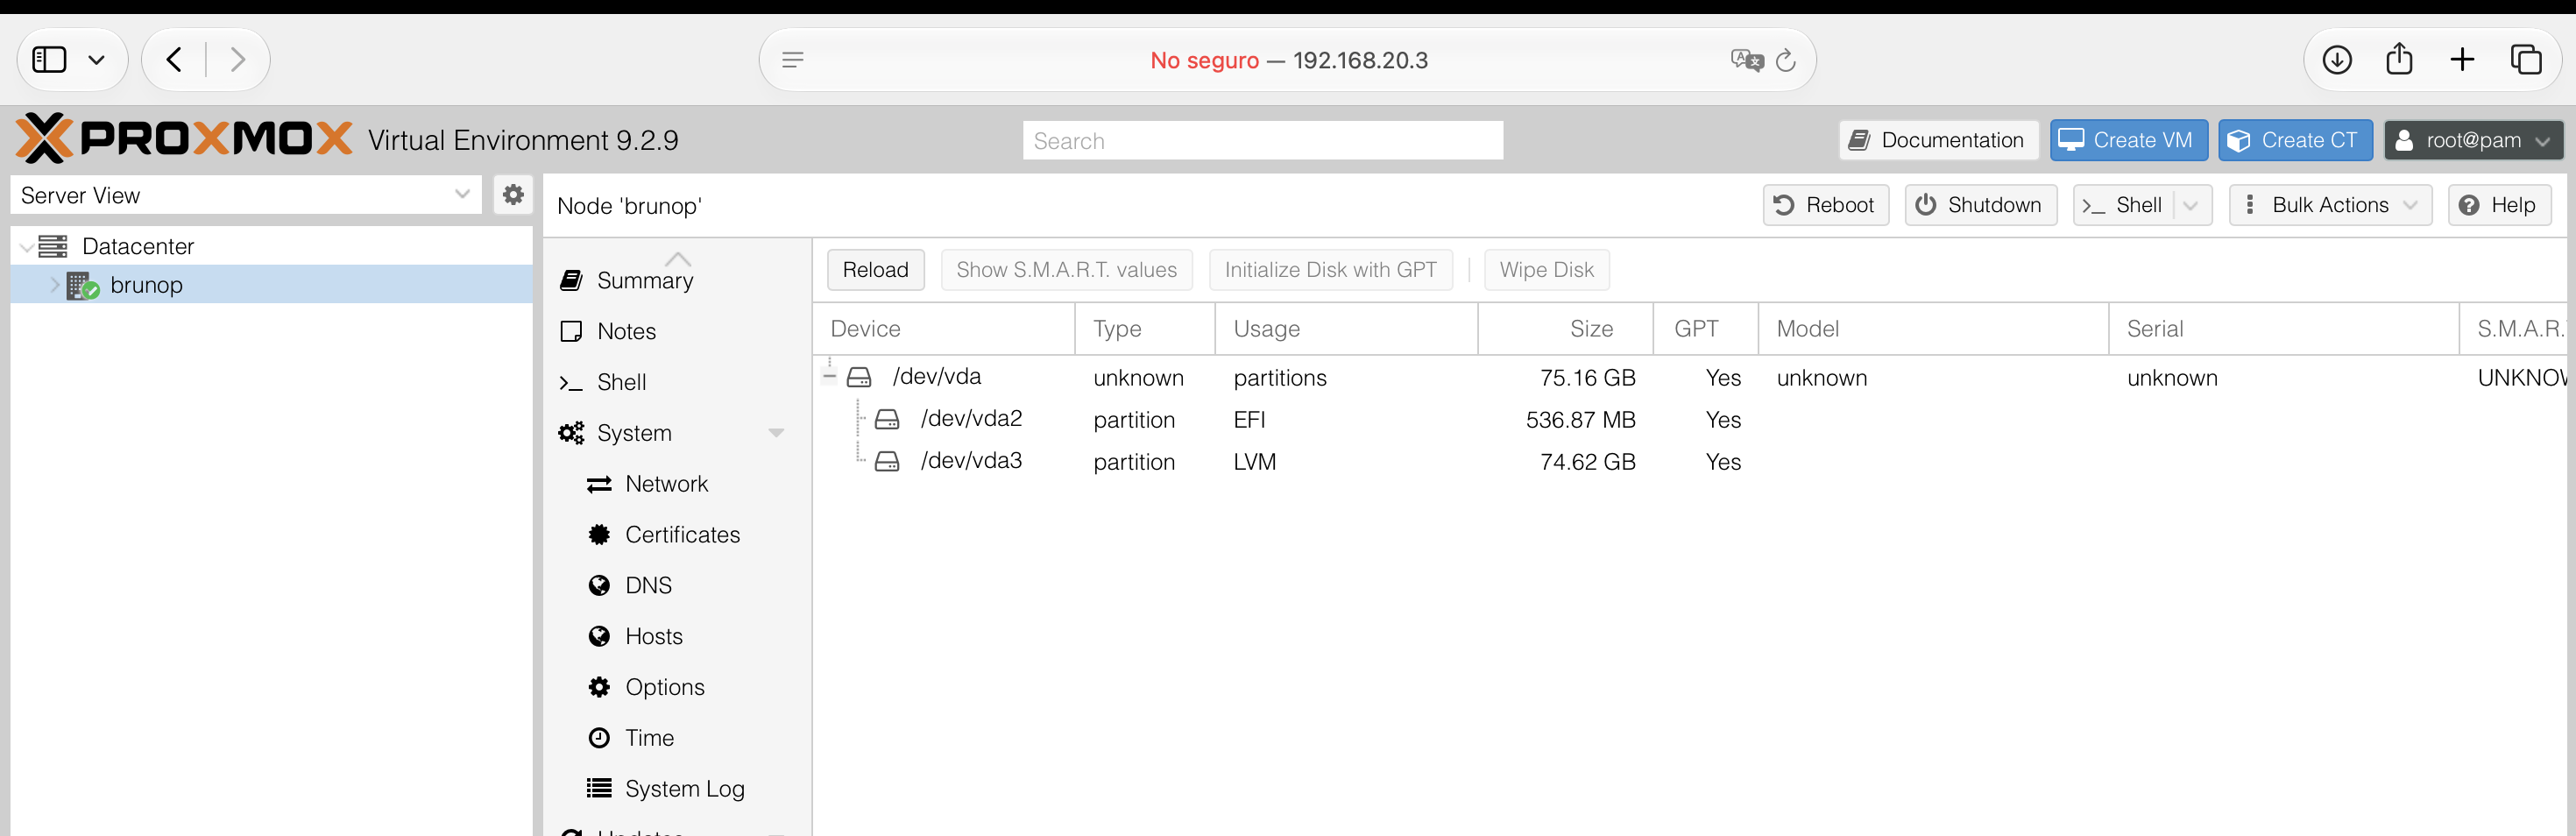 No seguro — 192.168.20.3
PROXMOX Virtual Environment 9.2.9
Search
Documentation
Create VM
Create CT
root@pam
Server View
Datacenter
brunop
Node 'brunop'
Reboot
Shutdown
Shell
Bulk Actions
Help
Summary
Notes
Shell
System
Network
Certificates
DNS
Hosts
Options
Time
System Log
Reload
Show S.M.A.R.T. values
Initialize Disk with GPT
Wipe Disk
Device Type Usage Size GPT Model Serial S.M.A.R.
/dev/vda unknown partitions 75.16 GB Yes unknown unknown UNKNOW
/dev/vda2 partition EFI 536.87 MB Yes
/dev/vda3 partition LVM 74.62 GB Yes